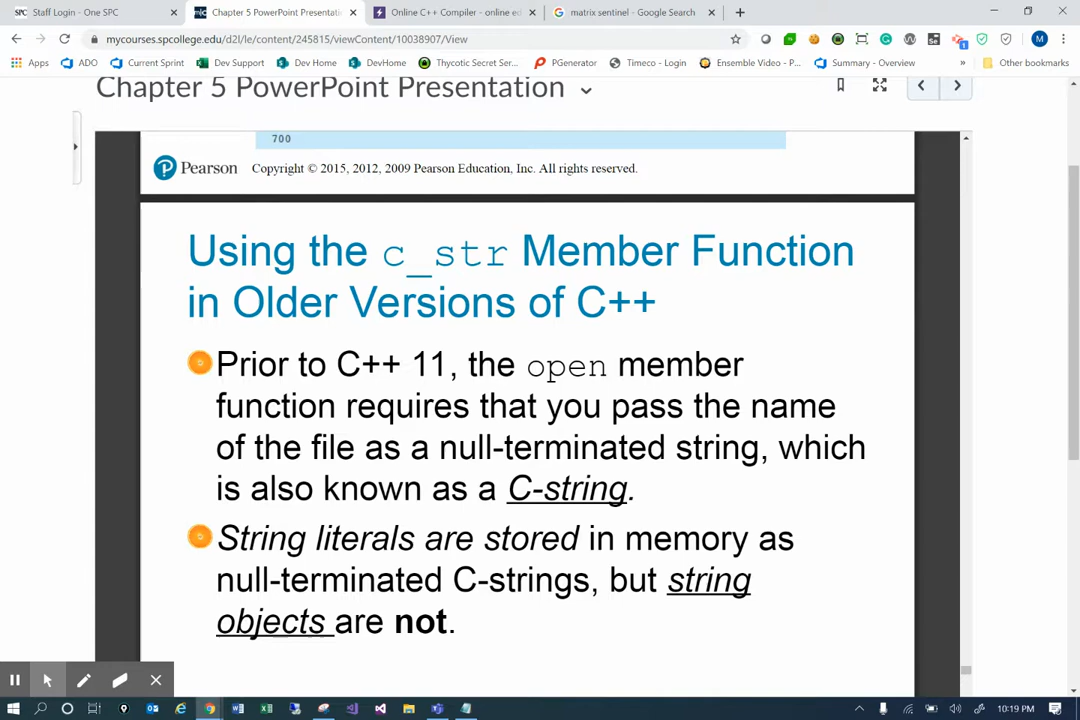 Staff Login - One SPC
Chapter 5 PowerPoint Presentati
Online C++ Compiler - online ed
matrix sentinel - Google Search
mycourses.spcollege.edu/d2l/le/content/245815/viewContent/10038907/View
Apps
ADO
Current Sprint
Dev Support
Dev Home
DevHome
Thycotic Secret Ser...
PGenerator
Timeco - Login
Ensemble Video - P...
Summary - Overview
»
Other bookmarks
Chapter 5 PowerPoint Presentation
700
Pearson
Copyright © 2015, 2012, 2009 Pearson Education, Inc. All rights reserved.
Using the c_str Member Function
in Older Versions of C++
Prior to C++ 11, the open member
function requires that you pass the name
of the file as a null-terminated string, which
is also known as a C-string.
String literals are stored in memory as
null-terminated C-strings, but string
objects are not.
10:19 PM